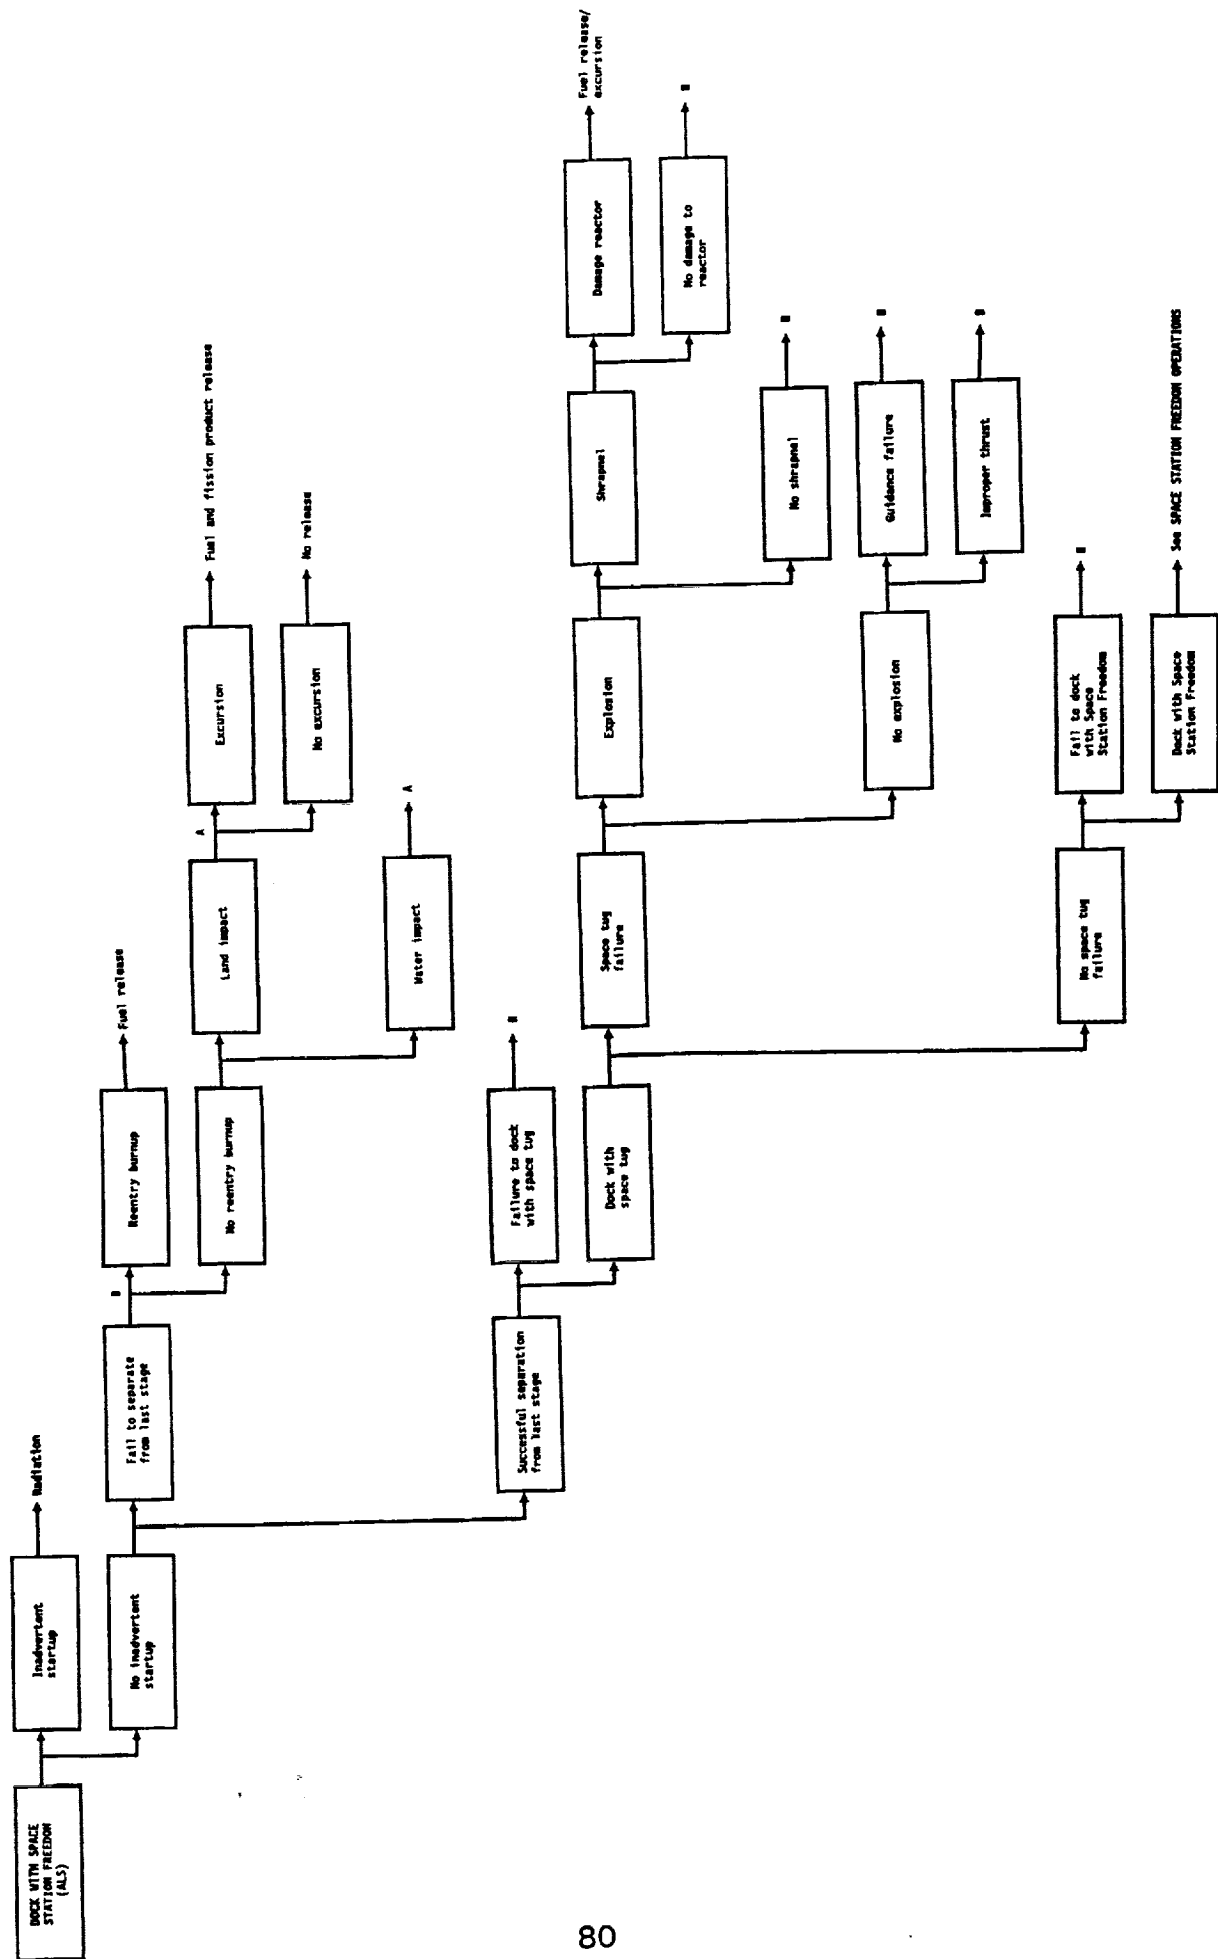 DOCK WITH SPACE
STATION FREEDOM
(ALS)
Inadvertent
startup
Radiation
No inadvertent
startup
Fail to separate
from last stage
B
Reentry burnup
Fuel release
No reentry burnup
Land impact
A
Excursion
Fuel and fission product release
No excursion
No release
Water impact
A
Successful separation
from last stage
Failure to dock
with space tug
B
Dock with
space tug
Space tug
failure
Explosion
Shrapnel
Damage reactor
Fuel release/
excursion
No damage to
reactor
B
No shrapnel
B
No explosion
Guidance failure
B
Improper thrust
B
No space tug
failure
Fail to dock
with Space
Station Freedom
B
Dock with Space
Station Freedom
See SPACE STATION FREEDOM OPERATIONS
80